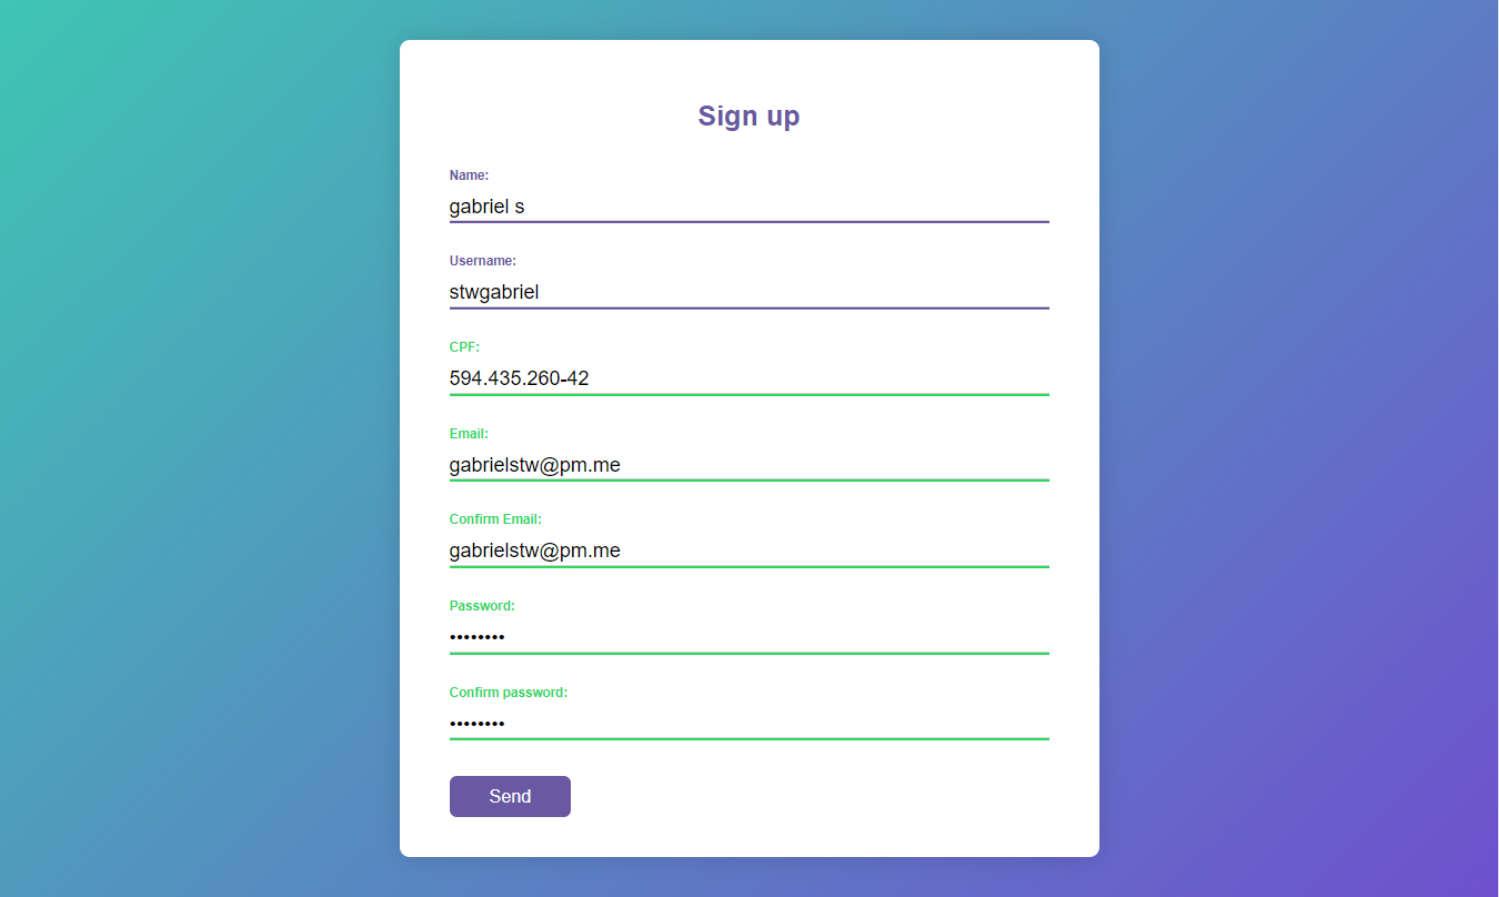 Sign up
Name:
gabriel s
Username:
stwgabriel
CPF:
594.435.260-42
Email:
gabrielstw@pm.me
Confirm Email:
gabrielstw@pm.me
Password:
••••••••
Confirm password:
••••••••
Send